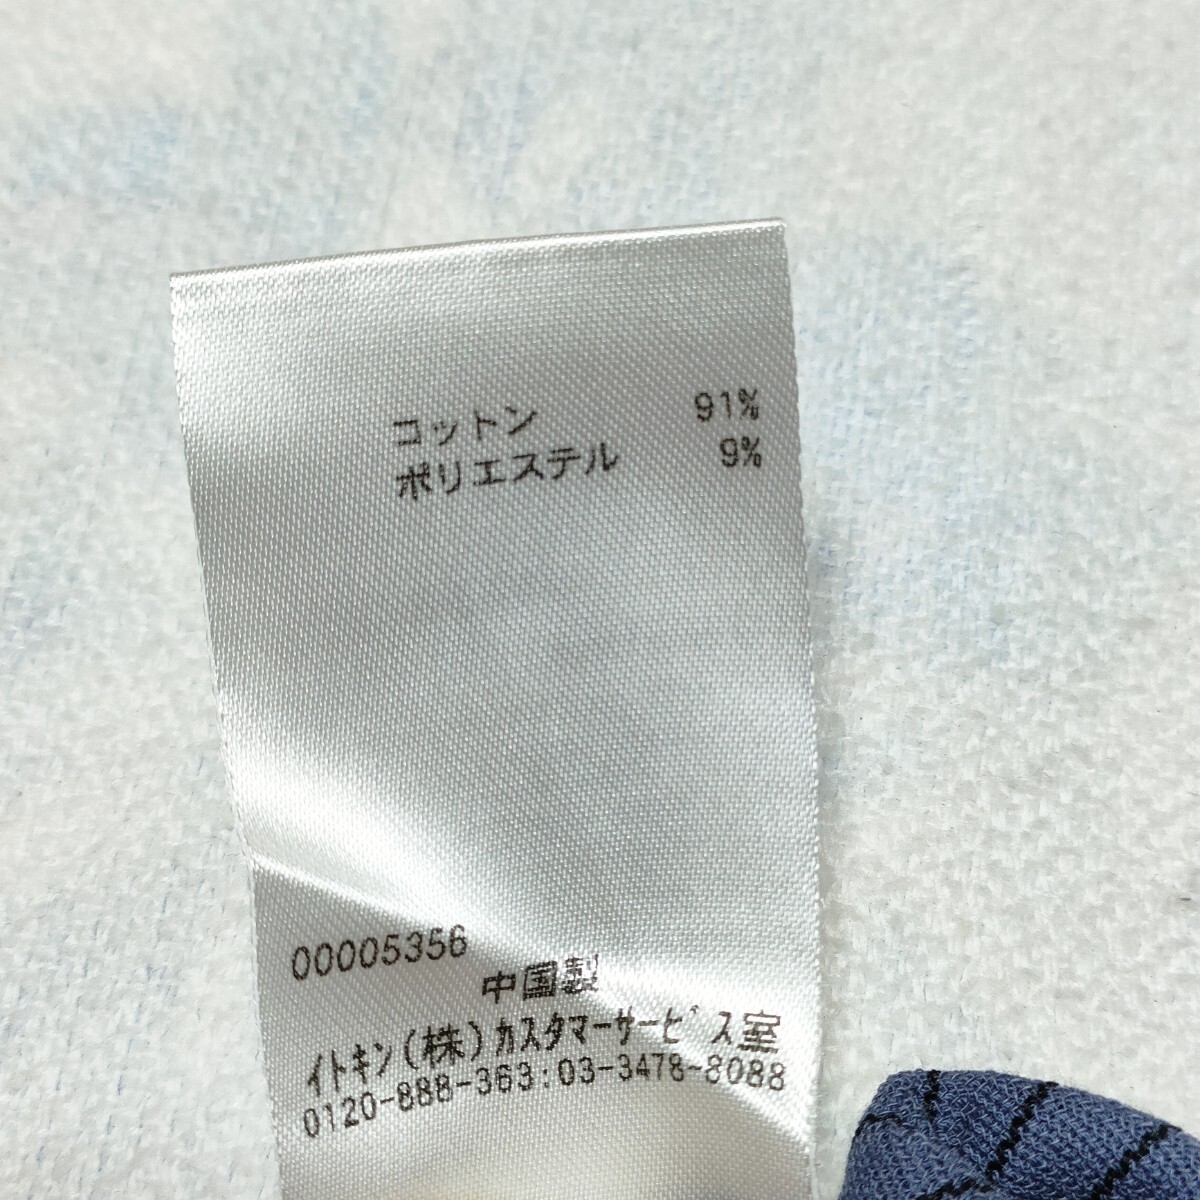 コットン 91%
ポリエステル 9%
00005356
中国製
ｲﾄｷﾝ(株)ｶｽﾀﾏｰｻｰﾋﾞｽ室
0120-888-363:03-3478-8088